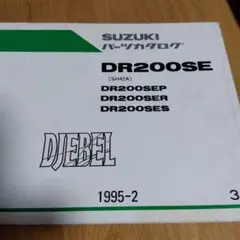 SUZUKI
パーツカタログ
DR200SE
(SH42A)
DR200SEP
DR200SER
DR200SES
DJEBEL
1995-2
3